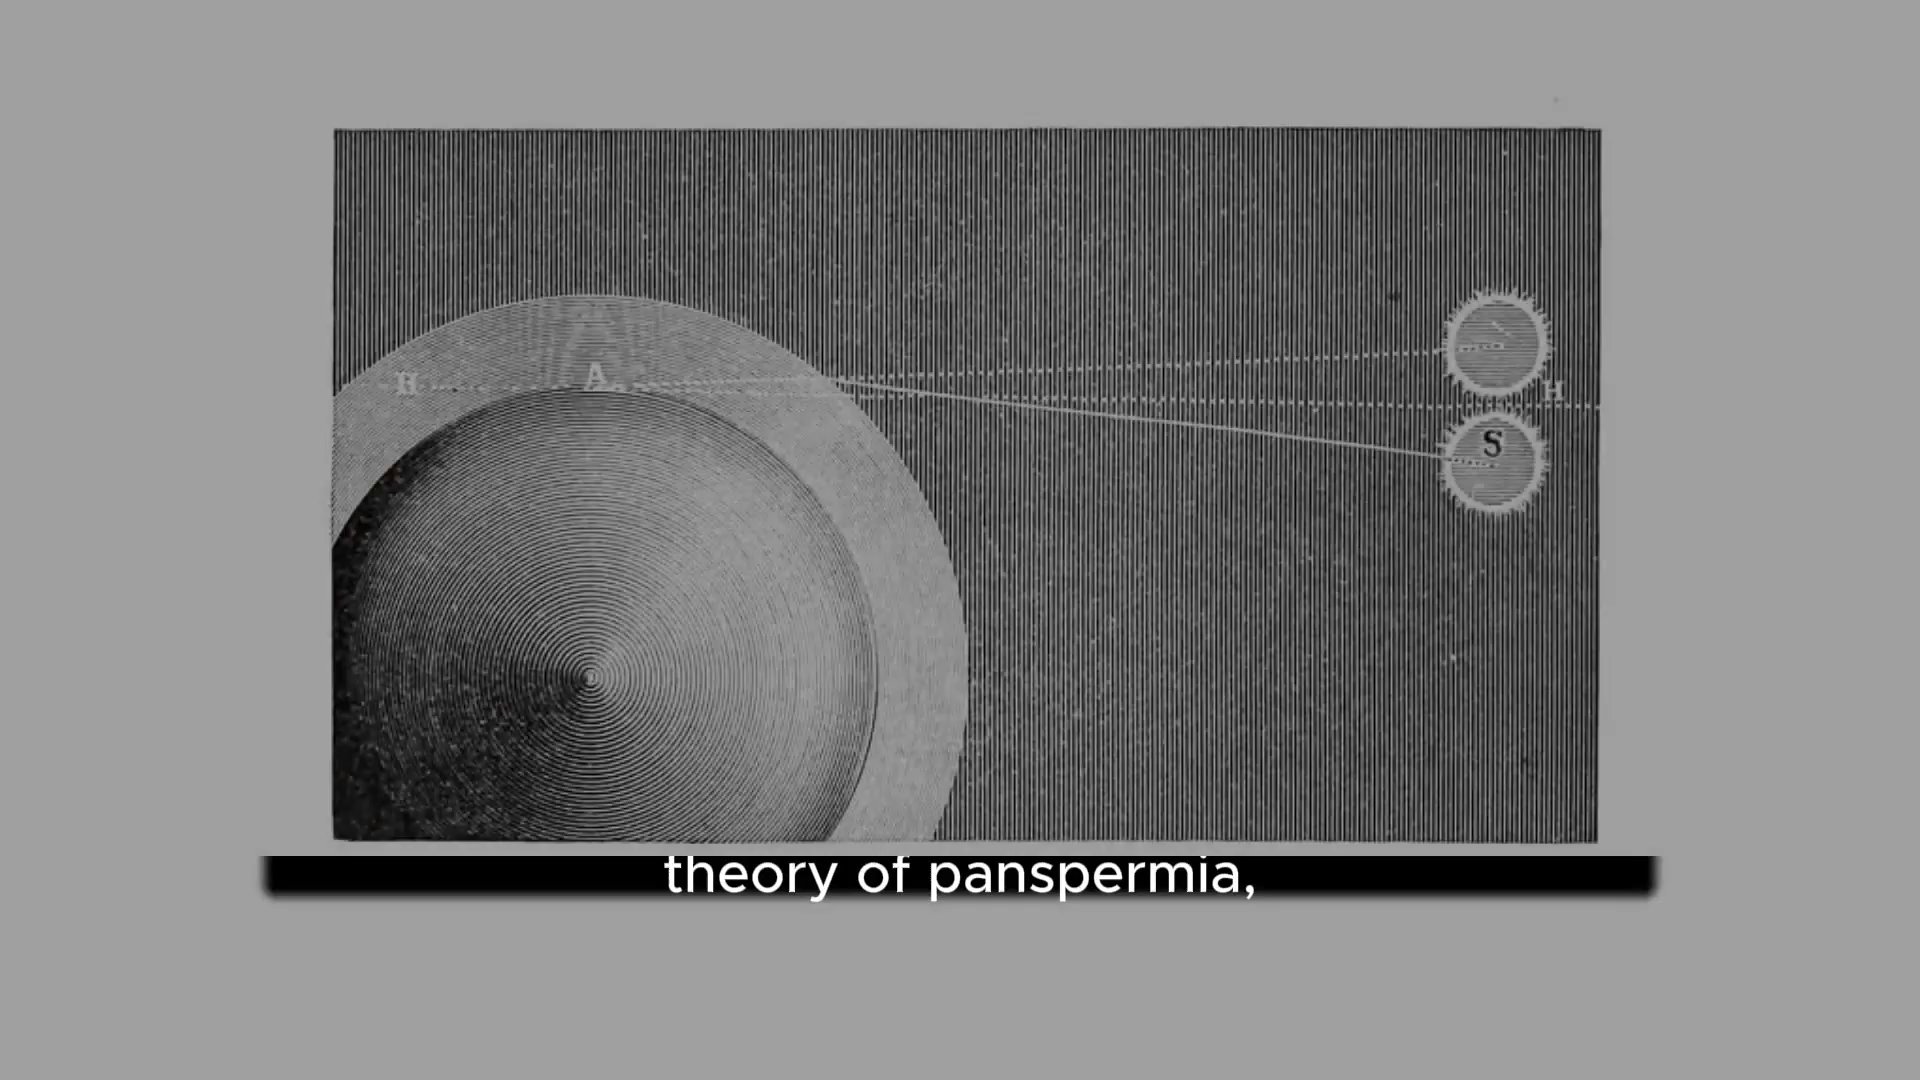 H A
H
S
theory of panspermia,